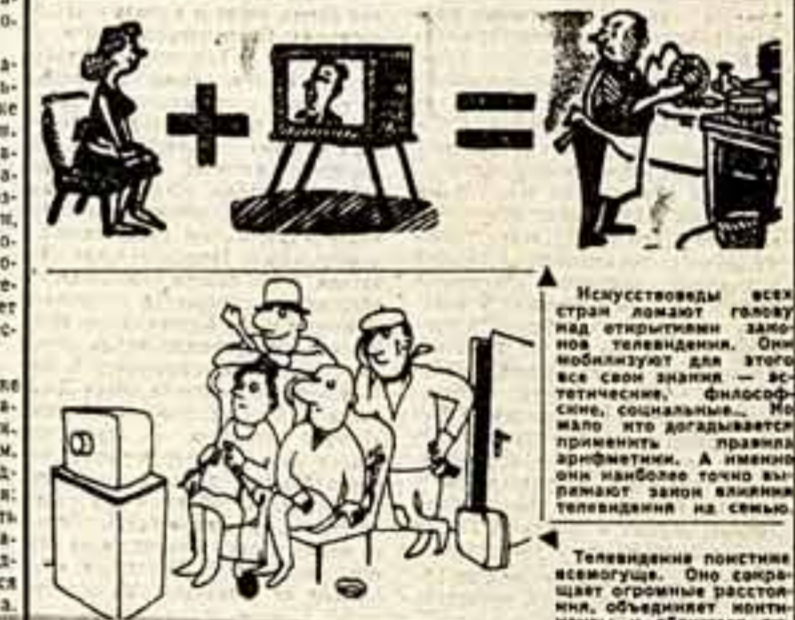 Искусствоведы всех
стран ломают голову
над открытиями зако-
нов телевидения. Они
мобилизуют для этого
все свои знания — эс-
тетические, философ-
ские, социальные... Но
мало кто догадывается
применить правила
арифметики. А именно
они наиболее точно вы-
ражают закон влияния
телевидения на семью.
Телевидение поистине
всемогуще. Оно сокра-
щает огромные расстоя-
ния, объединяет конти-